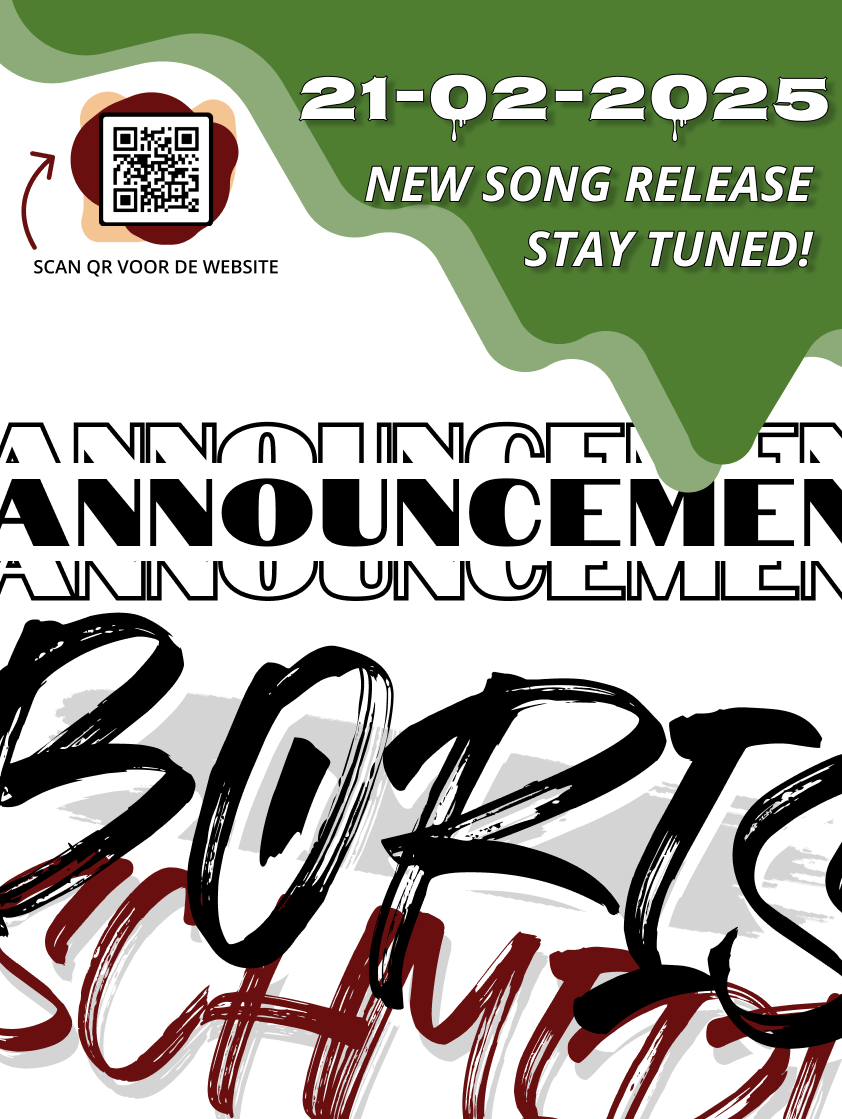 21-02-2025
NEW SONG RELEASE
STAY TUNED!
SCAN QR VOOR DE WEBSITE
ANNOUNCEMEN
ANNOUNCEMEN
ANNOUNCEMEN
BORIS